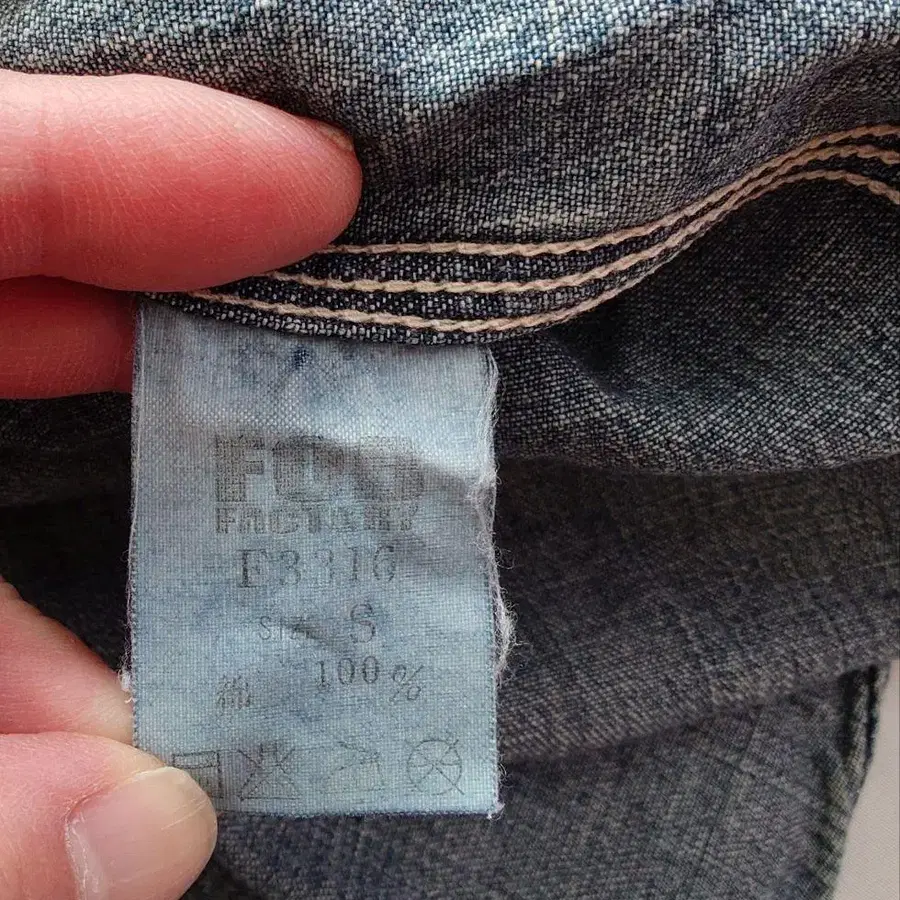 FOB
FACTORY
F3316
SIZE S
100%
綿